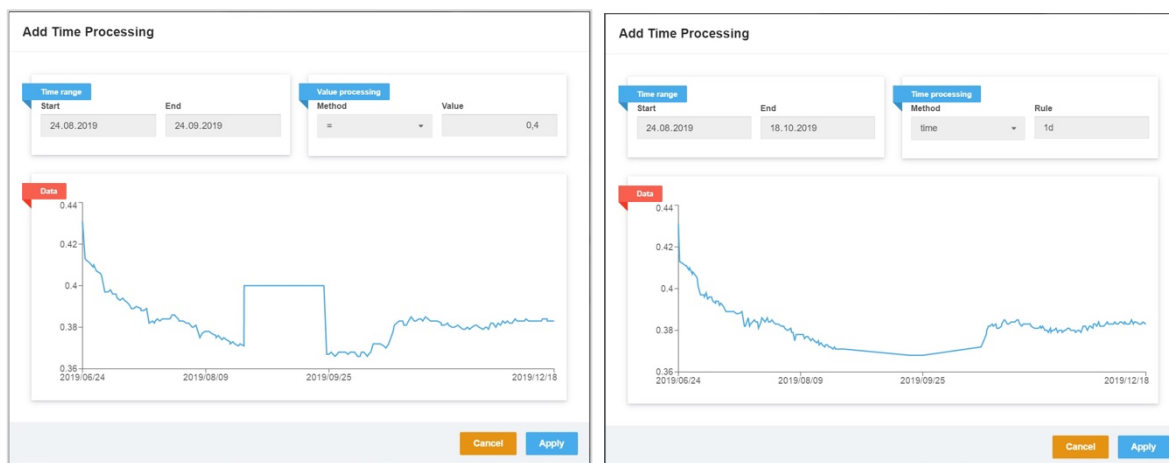 Add Time Processing
Time range
Start End
24.08.2019 24.09.2019
Value processing
Method Value
= 0,4
Data
0.44
0.42
0.4
0.38
0.36
2019/06/24 2019/08/09 2019/09/25 2019/12/18
Cancel Apply
Add Time Processing
Time range
Start End
24.08.2019 18.10.2019
Time processing
Method Rule
time 1d
Data
0.44
0.42
0.4
0.38
0.36
2019/06/24 2019/08/09 2019/09/25 2019/12/18
Cancel Apply